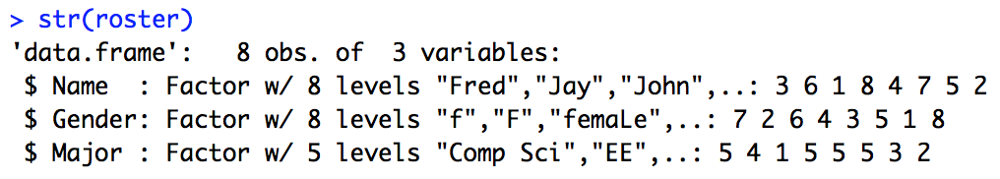 > str(roster)
'data.frame':   8 obs. of  3 variables:
 $ Name  : Factor w/ 8 levels "Fred","Jay","John",..: 3 6 1 8 4 7 5 2
 $ Gender: Factor w/ 8 levels "f","F","femaLe",..: 7 2 6 4 3 5 1 8
 $ Major : Factor w/ 5 levels "Comp Sci","EE",..: 5 4 1 5 5 5 3 2